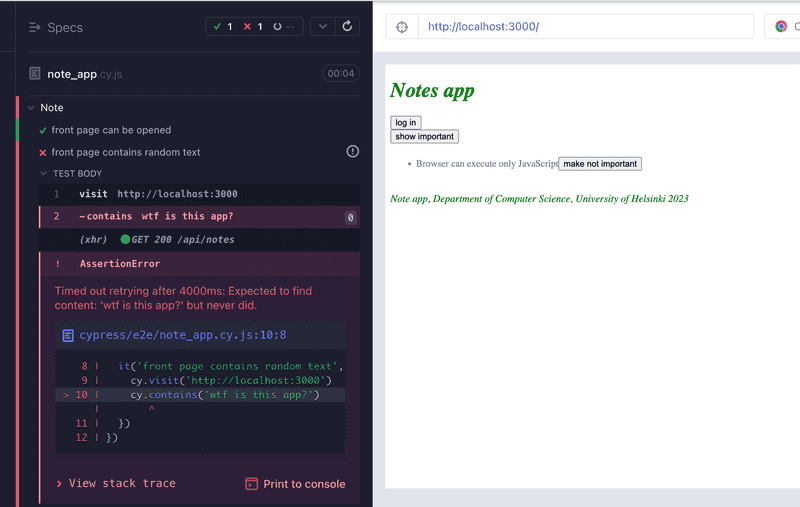 Specs
1 1 --
note_app.cy.js 00:04
Note
front page can be opened
front page contains random text
TEST BODY
1 visit http://localhost:3000
2 -contains wtf is this app? 0
(xhr) GET 200 /api/notes
! AssertionError
Timed out retrying after 4000ms: Expected to find
content: 'wtf is this app?' but never did.
cypress/e2e/note_app.cy.js:10:8
8 | it('front page contains random text',
9 | cy.visit('http://localhost:3000')
> 10 | cy.contains('wtf is this app?')
| ^
11 | })
12 | })
> View stack trace
Print to console
http://localhost:3000/
C
Notes app
log in
show important
• Browser can execute only JavaScript make not important
Note app, Department of Computer Science, University of Helsinki 2023